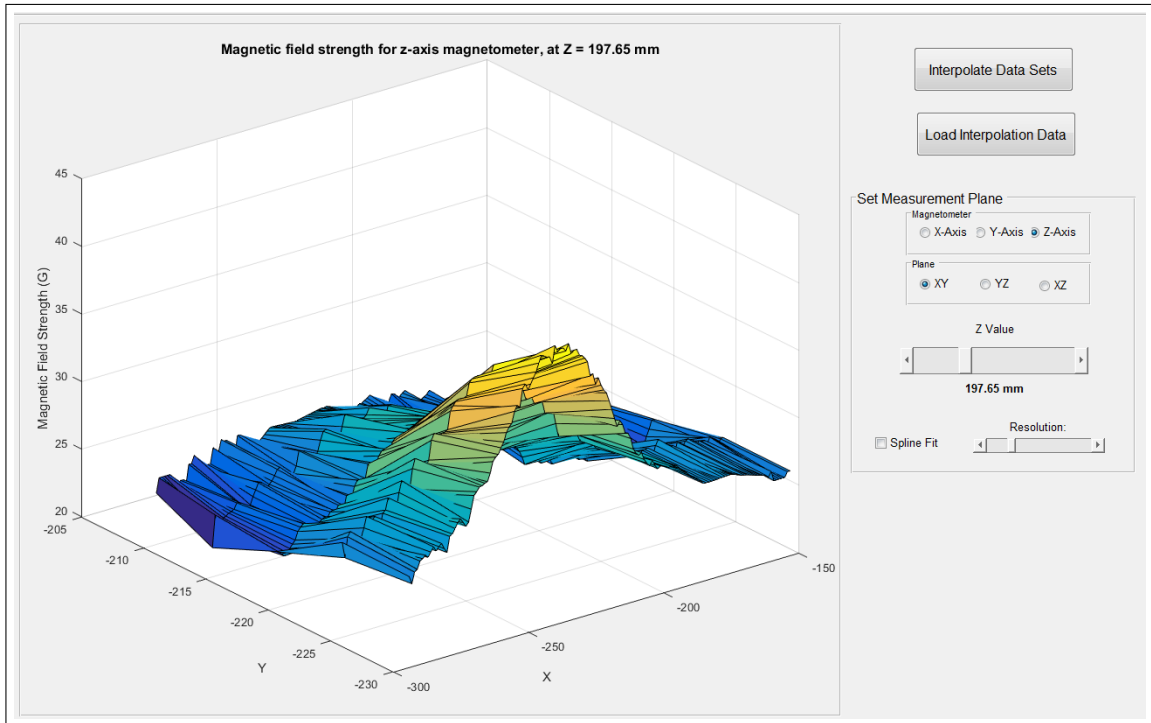 Magnetic field strength for z-axis magnetometer, at Z = 197.65 mm
Magnetic Field Strength (G)
45
40
35
30
25
20
-205
-210
-215
-220
-225
-230
Y
-300
-250
-200
-150
X
Interpolate Data Sets
Load Interpolation Data
Set Measurement Plane
Magnetometer
X-Axis Y-Axis Z-Axis
Plane
XY YZ XZ
Z Value
197.65 mm
Resolution:
Spline Fit